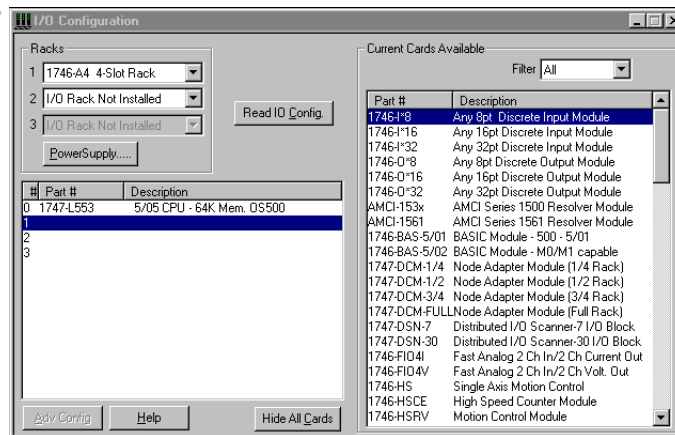 I/O Configuration
Racks
1 1746-A4 4-Slot Rack
2 I/O Rack Not Installed
3 I/O Rack Not Installed
PowerSupply.....
Read IO Config.
# Part # Description
0 1747-L553 5/05 CPU - 64K Mem. OS500
1
2
3
Adv Config Help Hide All Cards
Current Cards Available
Filter All
Part # Description
1746-I*8 Any 8pt Discrete Input Module
1746-I*16 Any 16pt Discrete Input Module
1746-I*32 Any 32pt Discrete Input Module
1746-O*8 Any 8pt Discrete Output Module
1746-O*16 Any 16pt Discrete Output Module
1746-O*32 Any 32pt Discrete Output Module
AMCI-153x AMCI Series 1500 Resolver Module
AMCI-1561 AMCI Series 1561 Resolver Module
1746-BAS-5/01 BASIC Module - 500 - 5/01
1746-BAS-5/02 BASIC Module - M0/M1 capable
1747-DCM-1/4 Node Adapter Module (1/4 Rack)
1747-DCM-1/2 Node Adapter Module (1/2 Rack)
1747-DCM-3/4 Node Adapter Module (3/4 Rack)
1747-DCM-FULL Node Adapter Module (Full Rack)
1747-DSN-7 Distributed I/O Scanner-7 I/O Block
1747-DSN-30 Distributed I/O Scanner-30 I/O Block
1746-FIO4I Fast Analog 2 Ch In/2 Ch Current Out
1746-FIO4V Fast Analog 2 Ch In/2 Ch Volt. Out
1746-HS Single Axis Motion Control
1746-HSCE High Speed Counter Module
1746-HSRV Motion Control Module